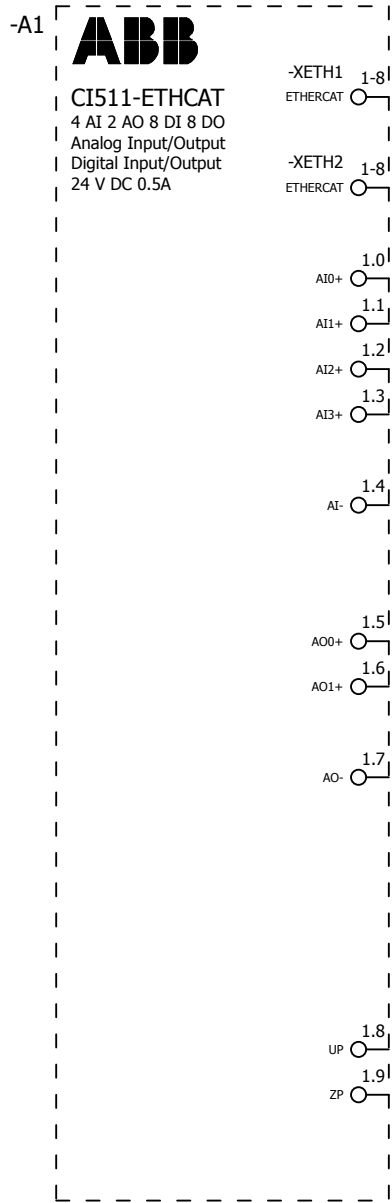 -A1
ABB
CI511-ETHCAT
4 AI 2 AO 8 DI 8 DO
Analog Input/Output
Digital Input/Output
24 V DC 0.5A
-XETH1 1-8
ETHERCAT
-XETH2 1-8
ETHERCAT
1.0
AI0+
1.1
AI1+
1.2
AI2+
1.3
AI3+
1.4
AI-
1.5
AO0+
1.6
AO1+
1.7
AO-
1.8
UP
1.9
ZP